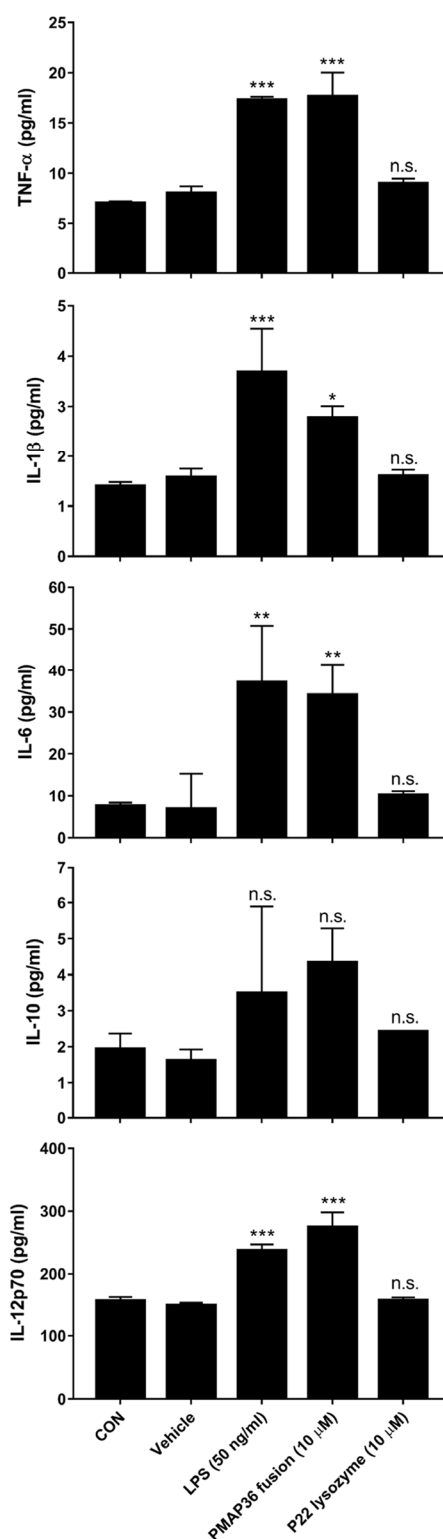 TNF-α (pg/ml)
25
20
15
10
5
0
***
***
n.s.
IL-1β (pg/ml)
5
4
3
2
1
0
***
*
n.s.
IL-6 (pg/ml)
60
50
40
30
20
10
0
**
**
n.s.
IL-10 (pg/ml)
7
6
5
4
3
2
1
0
n.s.
n.s.
n.s.
IL-12p70 (pg/ml)
400
300
200
100
0
***
***
n.s.
CON
Vehicle
LPS (50 ng/ml)
PMAP36 fusion (10 μM)
P22 lysozyme (10 μM)